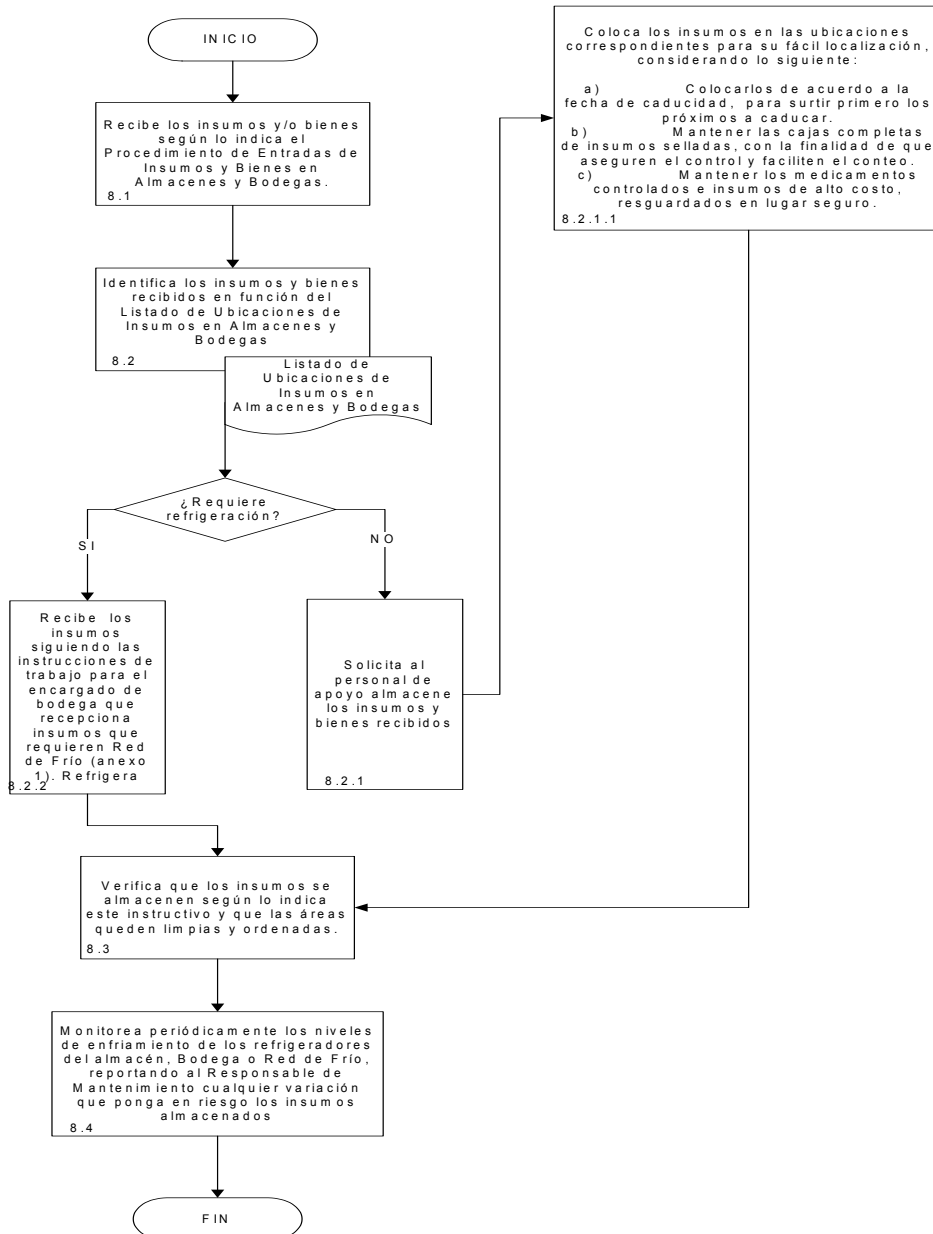 INICIO
Recibe los insumos y/o bienes
según lo indica el
Procedimiento de Entradas de
Insumos y Bienes en
Almacenes y Bodegas.
8.1
Identifica los insumos y bienes
recibidos en función del
Listado de Ubicaciones de
Insumos en Almacenes y
Bodegas
8.2
Listado de
Ubicaciones de
Insumos en
Almacenes y Bodegas
¿Requiere
refrigeración?
SI
NO
Recibe los
insumos
siguiendo las
instrucciones de
trabajo para el
encargado de
bodega que
recepciona
insumos que
requieren Red
de Frío (anexo
1). Refrigera
8.2.2
Solicita al
personal de
apoyo almacene
los insumos y
bienes recibidos
8.2.1
Coloca los insumos en las ubicaciones
correspondientes para su fácil localización,
considerando lo siguiente:
a) Colocarlos de acuerdo a la
fecha de caducidad, para surtir primero los
próximos a caducar.
b) Mantener las cajas completas
de insumos selladas, con la finalidad de que
aseguren el control y faciliten el conteo.
c) Mantener los medicamentos
controlados e insumos de alto costo,
resguardados en lugar seguro.
8.2.1.1
Verifica que los insumos se
almacenen según lo indica
este instructivo y que las áreas
queden limpias y ordenadas.
8.3
Monitorea periódicamente los niveles
de enfriamiento de los refrigeradores
del almacén, Bodega o Red de Frío,
reportando al Responsable de
Mantenimiento cualquier variación
que ponga en riesgo los insumos
almacenados
8.4
FIN